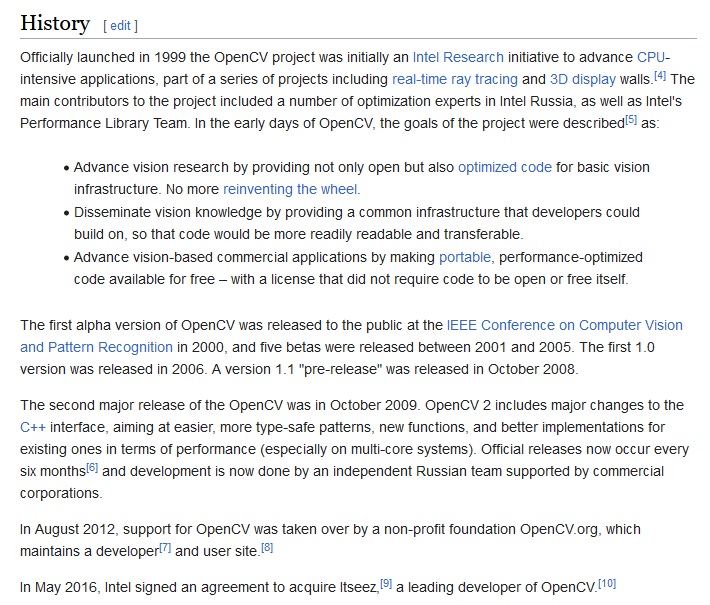 History [ edit ]
Officially launched in 1999 the OpenCV project was initially an Intel Research initiative to advance CPU-
intensive applications, part of a series of projects including real-time ray tracing and 3D display walls.[4] The
main contributors to the project included a number of optimization experts in Intel Russia, as well as Intel's
Performance Library Team. In the early days of OpenCV, the goals of the project were described[5] as:
• Advance vision research by providing not only open but also optimized code for basic vision
infrastructure. No more reinventing the wheel.
• Disseminate vision knowledge by providing a common infrastructure that developers could
build on, so that code would be more readily readable and transferable.
• Advance vision-based commercial applications by making portable, performance-optimized
code available for free – with a license that did not require code to be open or free itself.
The first alpha version of OpenCV was released to the public at the IEEE Conference on Computer Vision
and Pattern Recognition in 2000, and five betas were released between 2001 and 2005. The first 1.0
version was released in 2006. A version 1.1 "pre-release" was released in October 2008.
The second major release of the OpenCV was in October 2009. OpenCV 2 includes major changes to the
C++ interface, aiming at easier, more type-safe patterns, new functions, and better implementations for
existing ones in terms of performance (especially on multi-core systems). Official releases now occur every
six months[6] and development is now done by an independent Russian team supported by commercial
corporations.
In August 2012, support for OpenCV was taken over by a non-profit foundation OpenCV.org, which
maintains a developer[7] and user site.[8]
In May 2016, Intel signed an agreement to acquire Itseez,[9] a leading developer of OpenCV.[10]